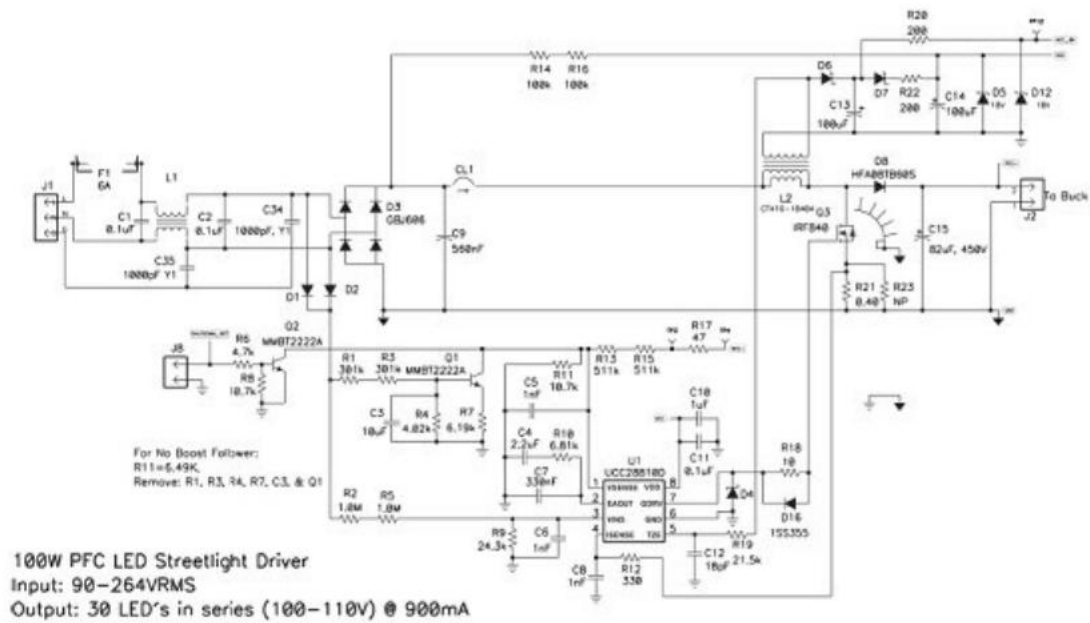 R20
200
R14
100k
R16
100k
D6
D7
R22
200
C13
100uF
C14
100uF
D5
18V
D12
18V
J1
F1
6A
L1
C1
0.1uF
C2
0.1uF
C34
1000pF, Y1
C35
1000pF Y1
D3
GBJ606
C9
560nF
CL1
L2
D8
HFA08TB60S
Q3
IRFB40
C15
82uF, 450V
To Buck
J2
R21
0.40
R23
NP
D1
D2
J8
R6
4.7k
R8
10.7k
Q2
MMBT2222A
R1
301k
R3
301k
Q1
MMBT2222A
C3
10uF
R4
4.02k
R7
6.19k
R11
10.7k
C5
1nF
C4
2.2uF
R10
6.81k
C7
330nF
R13
511k
R15
511k
R17
47
C10
1uF
C11
0.1uF
U1
UCC28810D
1 VSENSE VDD 8
2 EAOUT GDRV 7
3 VINS GND 6
4 ISENSE TZE 5
D4
R18
10
D16
1SS355
R2
1.0M
R5
1.0M
R9
24.3k
C6
1nF
C8
1nF
R12
330
C12
18pF
R19
21.5k
For No Boost Follower:
R11=6.49K,
Remove: R1, R3, R4, R7, C3, & Q1
100W PFC LED Streetlight Driver
Input: 90-264VRMS
Output: 30 LED's in series (100-110V) @ 900mA